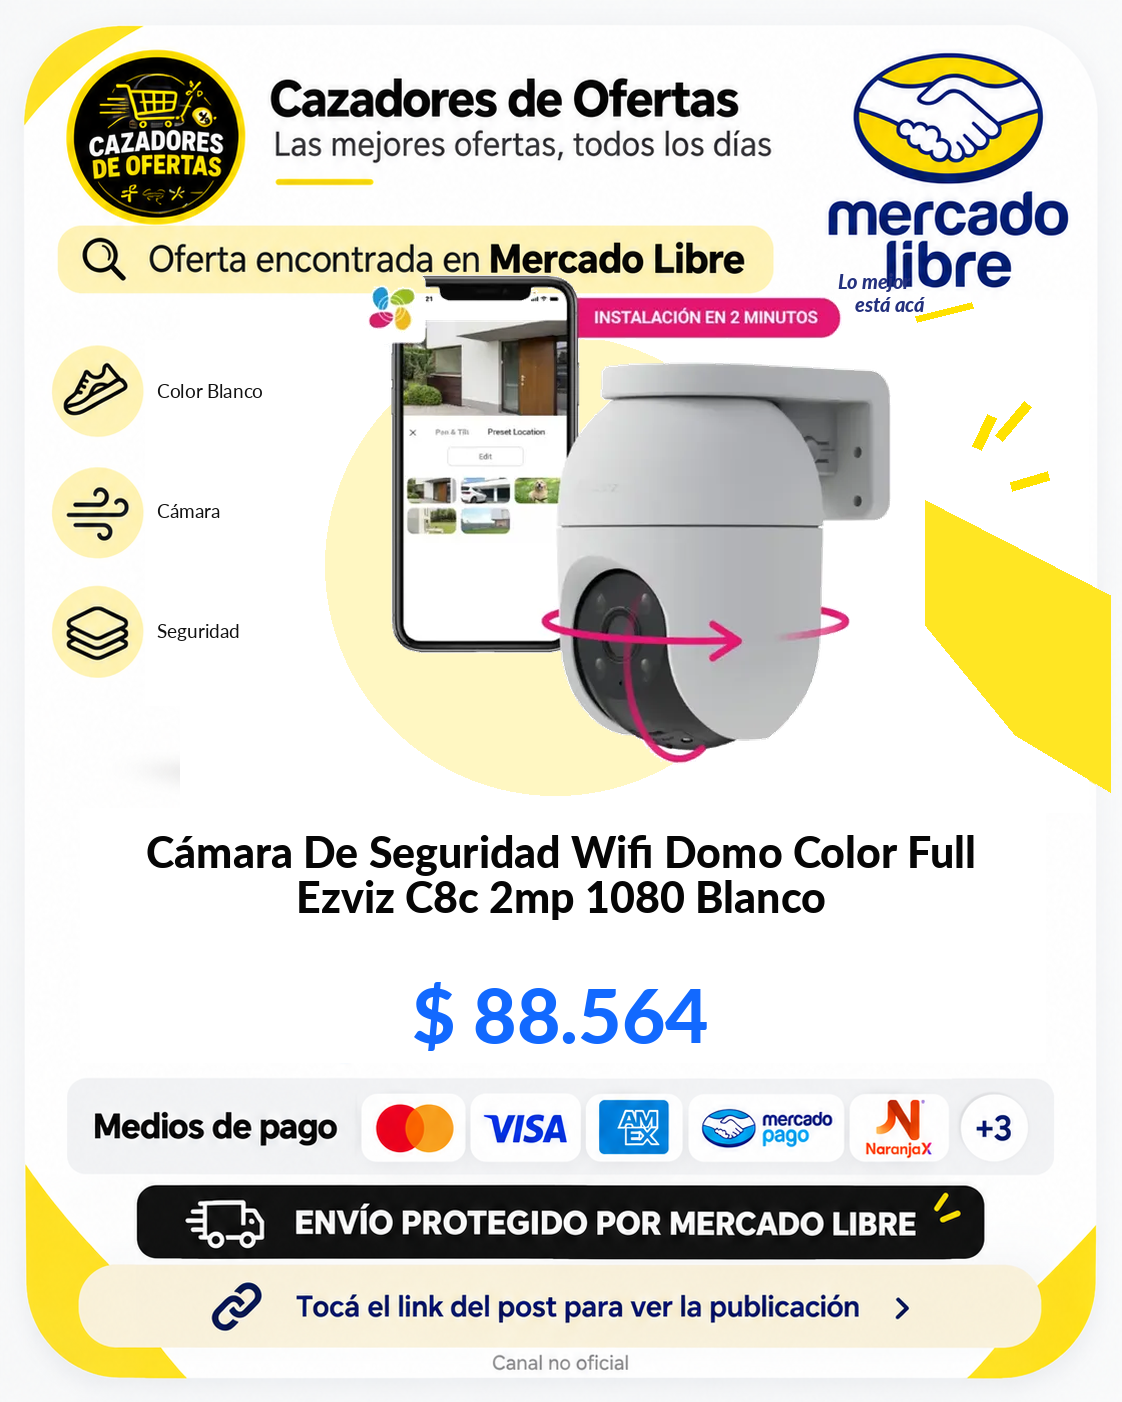 CAZADORES
DE OFERTAS
Cazadores de Ofertas
Las mejores ofertas, todos los días
mercado
libre
Lo mejor
está acá
Oferta encontrada en Mercado Libre
INSTALACIÓN EN 2 MINUTOS
21
Pan & Tilt Preset Location
Edit
Color Blanco
Cámara
Seguridad
Cámara De Seguridad Wifi Domo Color Full
Ezviz C8c 2mp 1080 Blanco
$ 88.564
Medios de pago
VISA
AM
EX
mercado
pago
NaranjaX
+3
ENVÍO PROTEGIDO POR MERCADO LIBRE
Tocá el link del post para ver la publicación
Canal no oficial